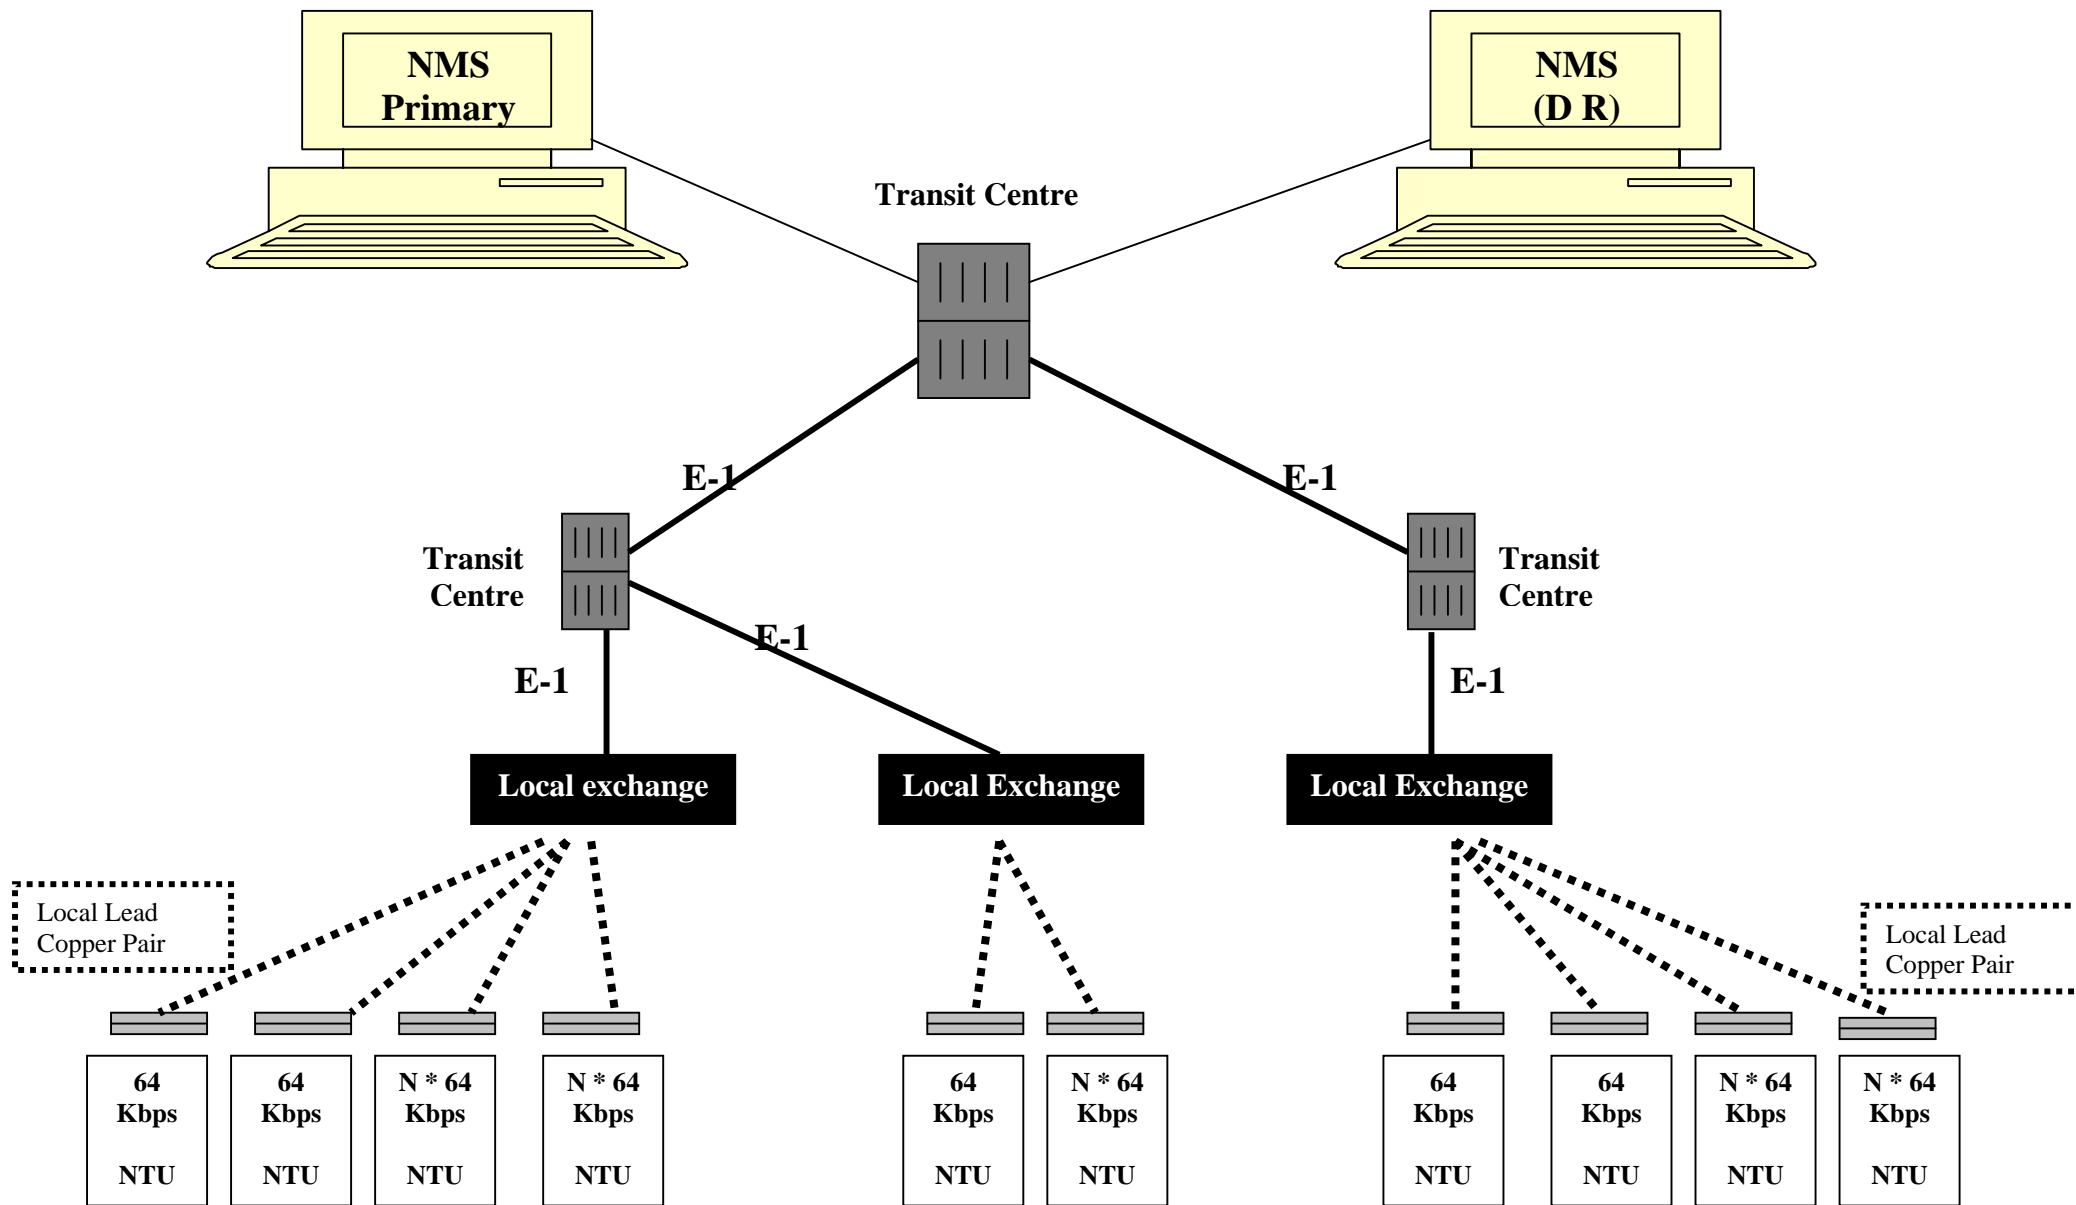 NMS
Primary
NMS
(D R)
Transit Centre
E-1
E-1
Transit
Centre
Transit
Centre
E-1
E-1
E-1
Local exchange
Local Exchange
Local Exchange
Local Lead
Copper Pair
Local Lead
Copper Pair
64
Kbps
NTU
64
Kbps
NTU
N * 64
Kbps
NTU
N * 64
Kbps
NTU
64
Kbps
NTU
N * 64
Kbps
NTU
64
Kbps
NTU
64
Kbps
NTU
N * 64
Kbps
NTU
N * 64
Kbps
NTU